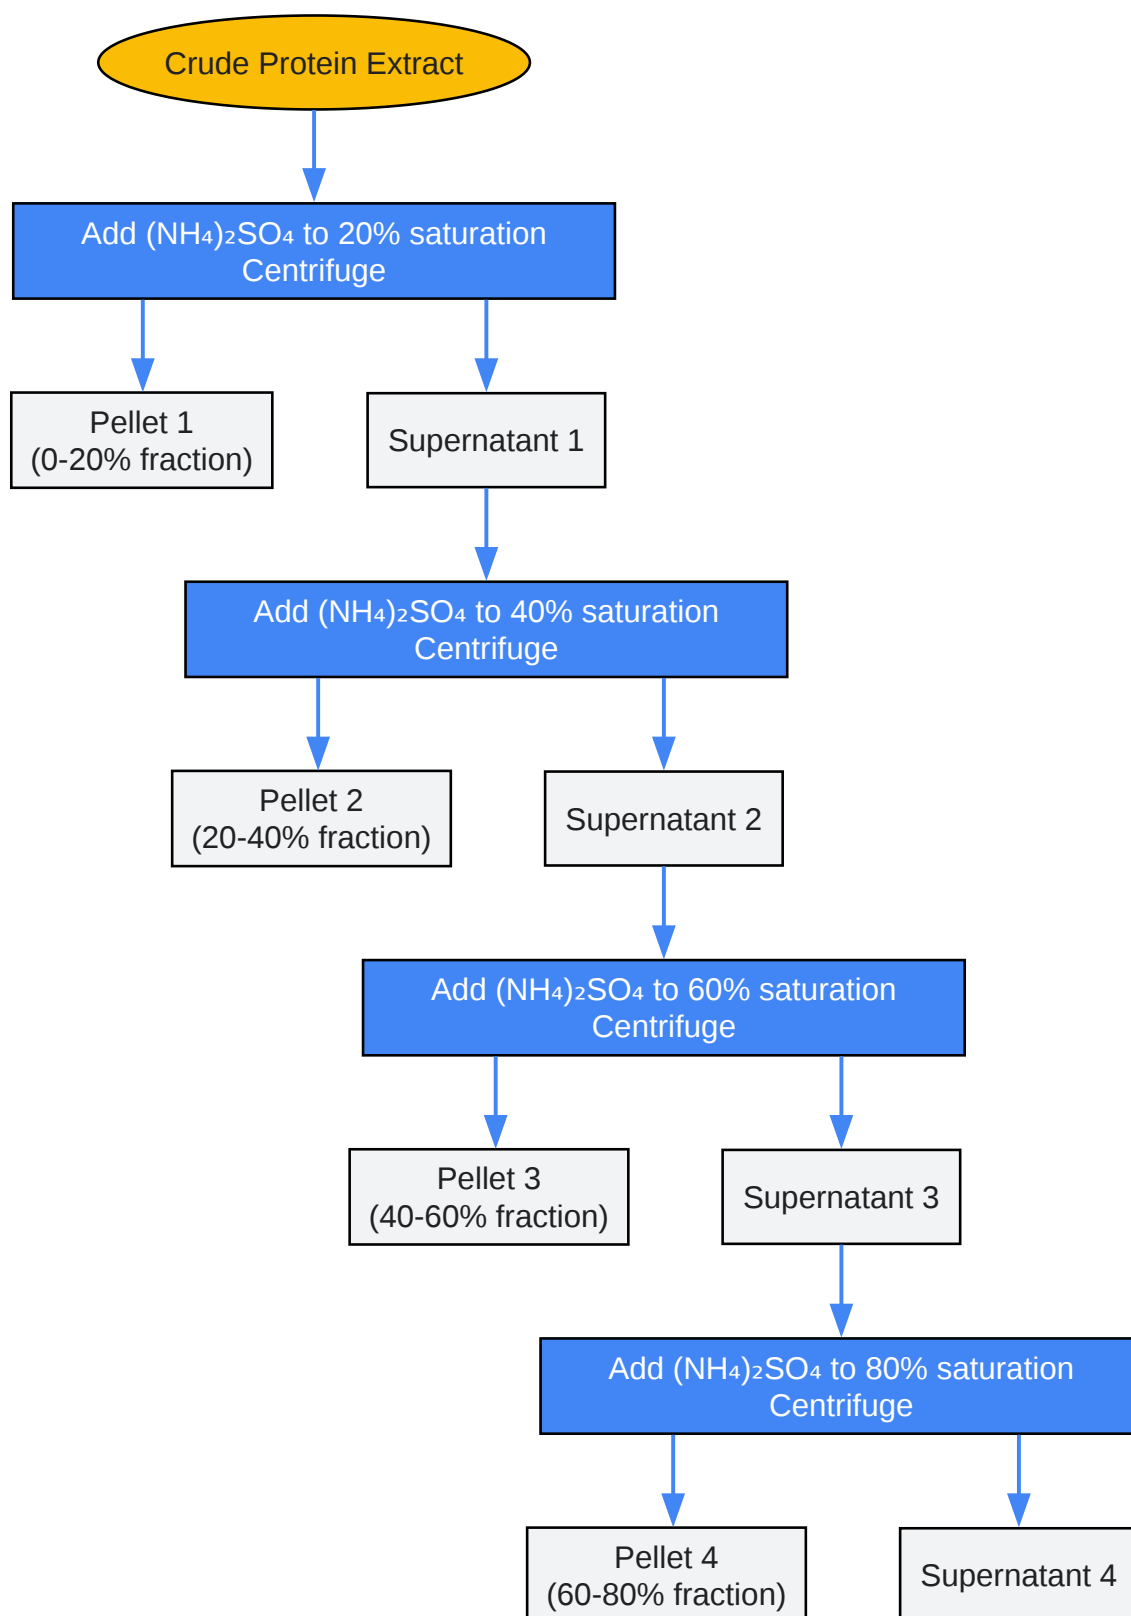 Crude Protein Extract
Add (NH₄)₂SO₄ to 20% saturation
Centrifuge
Pellet 1
(0-20% fraction)
Supernatant 1
Add (NH₄)₂SO₄ to 40% saturation
Centrifuge
Pellet 2
(20-40% fraction)
Supernatant 2
Add (NH₄)₂SO₄ to 60% saturation
Centrifuge
Pellet 3
(40-60% fraction)
Supernatant 3
Add (NH₄)₂SO₄ to 80% saturation
Centrifuge
Pellet 4
(60-80% fraction)
Supernatant 4